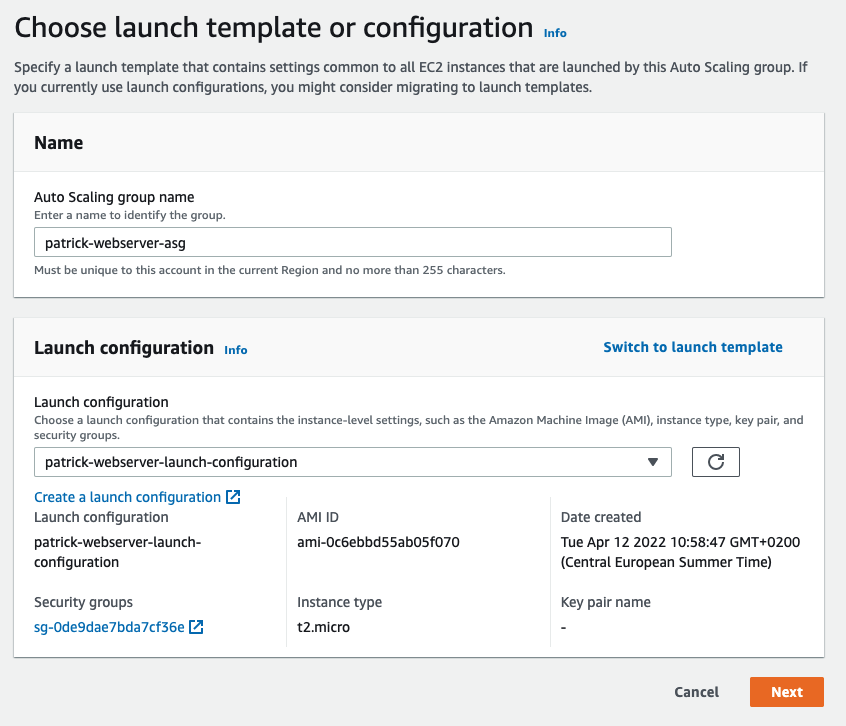 Choose launch template or configuration Info
Specify a launch template that contains settings common to all EC2 instances that are launched by this Auto Scaling group. If
you currently use launch configurations, you might consider migrating to launch templates.
Name
Auto Scaling group name
Enter a name to identify the group.
patrick-webserver-asg
Must be unique to this account in the current Region and no more than 255 characters.
Launch configuration Info
Switch to launch template
Launch configuration
Choose a launch configuration that contains the instance-level settings, such as the Amazon Machine Image (AMI), instance type, key pair, and
security groups.
patrick-webserver-launch-configuration
Create a launch configuration
Launch configuration
patrick-webserver-launch-
configuration
AMI ID
ami-0c6ebbd55ab05f070
Date created
Tue Apr 12 2022 10:58:47 GMT+0200
(Central European Summer Time)
Security groups
sg-0de9dae7bda7cf36e
Instance type
t2.micro
Key pair name
-
Cancel
Next